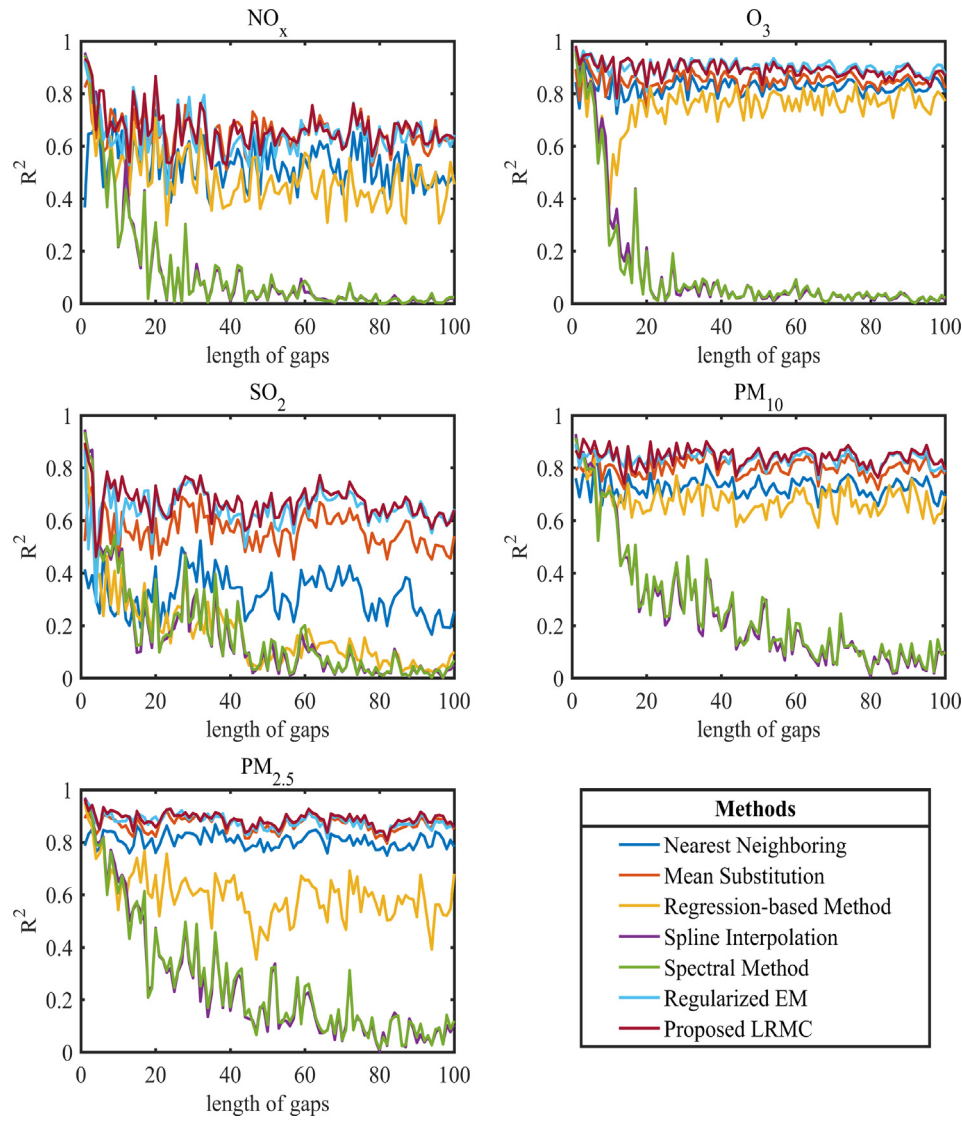 NOx
R²
1
0.8
0.6
0.4
0.2
0
0 20 40 60 80 100
length of gaps
O3
R²
1
0.8
0.6
0.4
0.2
0
0 20 40 60 80 100
length of gaps
SO2
R²
1
0.8
0.6
0.4
0.2
0
0 20 40 60 80 100
length of gaps
PM10
R²
1
0.8
0.6
0.4
0.2
0
0 20 40 60 80 100
length of gaps
PM2.5
R²
1
0.8
0.6
0.4
0.2
0
0 20 40 60 80 100
length of gaps
Methods
Nearest Neighboring
Mean Substitution
Regression-based Method
Spline Interpolation
Spectral Method
Regularized EM
Proposed LRMC